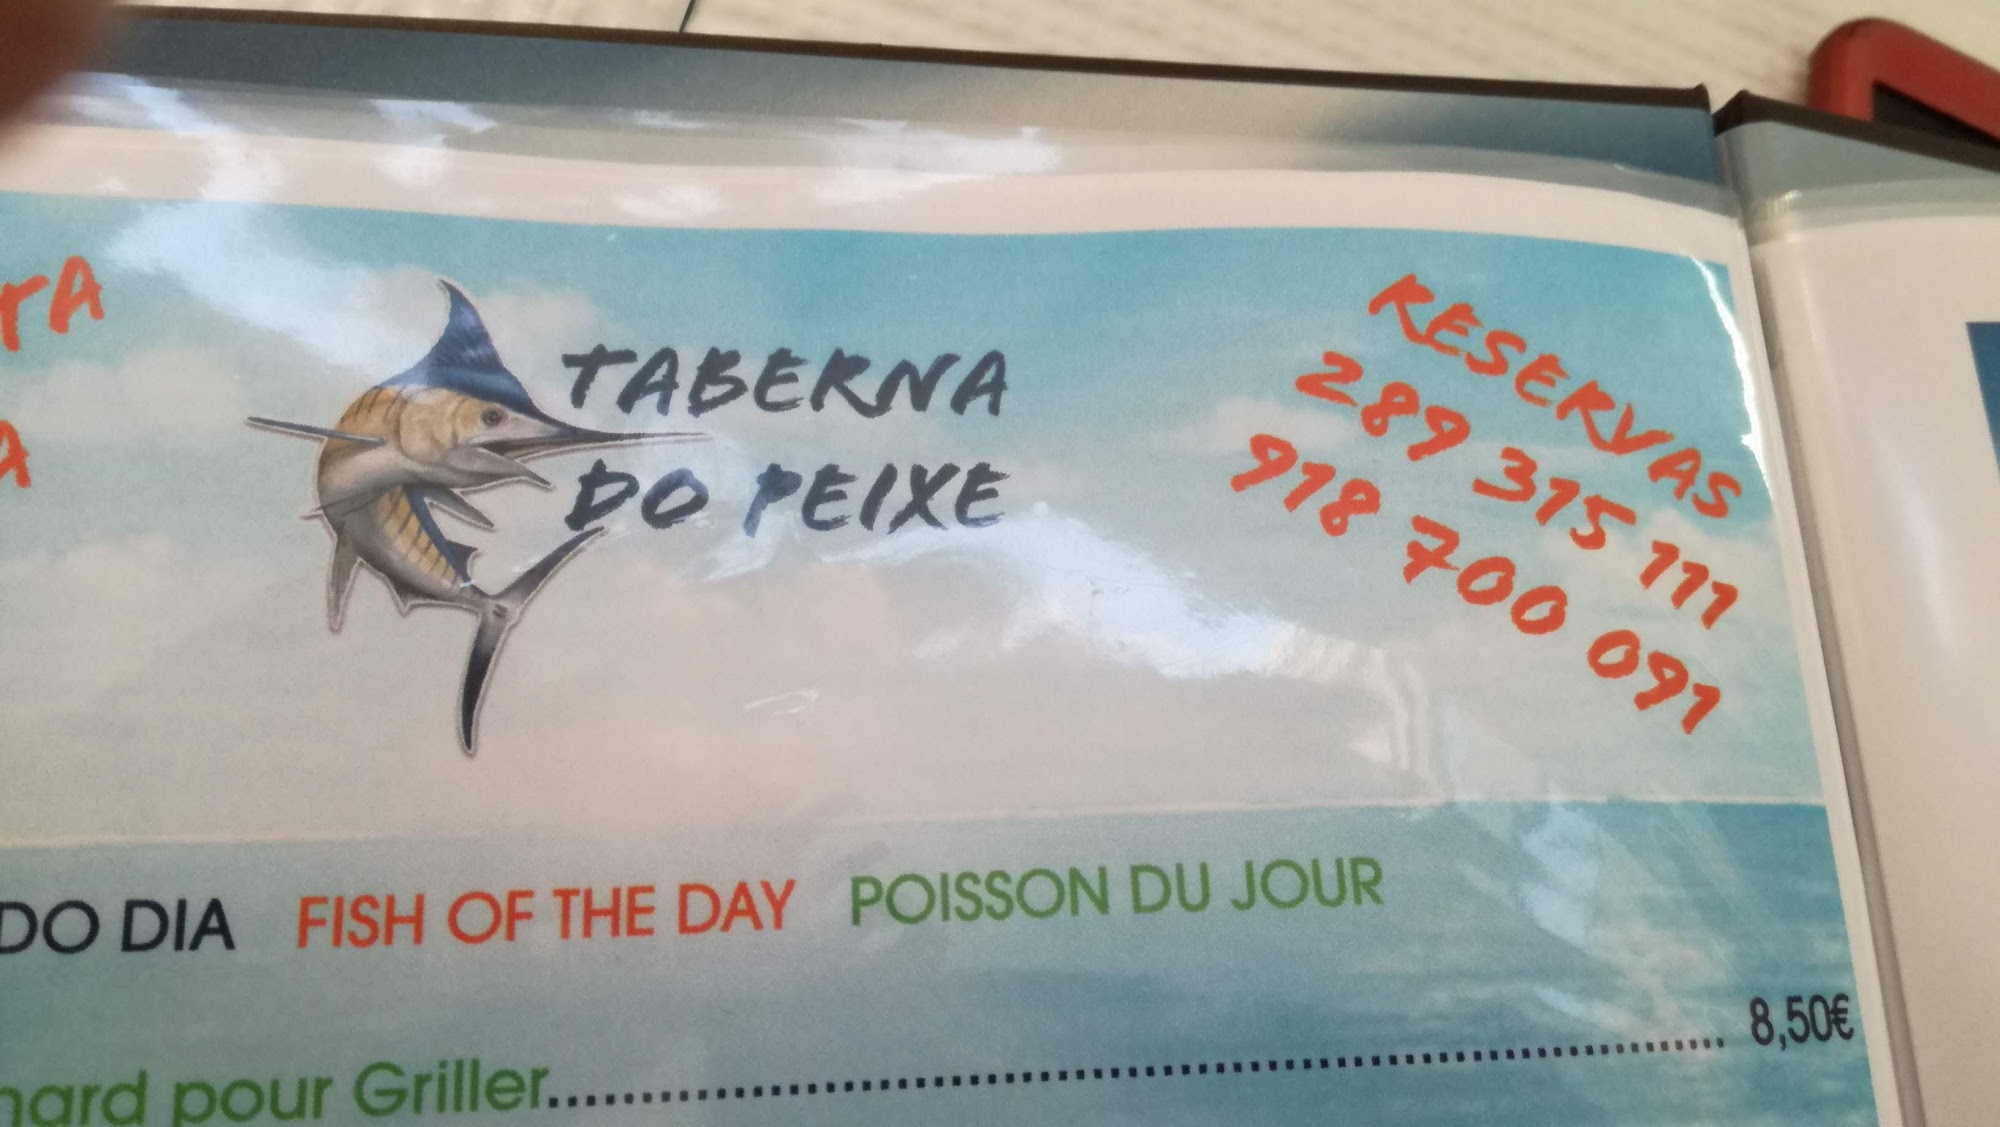 TABERNA
DO PEIXE
RESERVAS
289 315 111
918 700 091
DO DIA FISH OF THE DAY POISSON DU JOUR
pour Griller.......... 8,50€